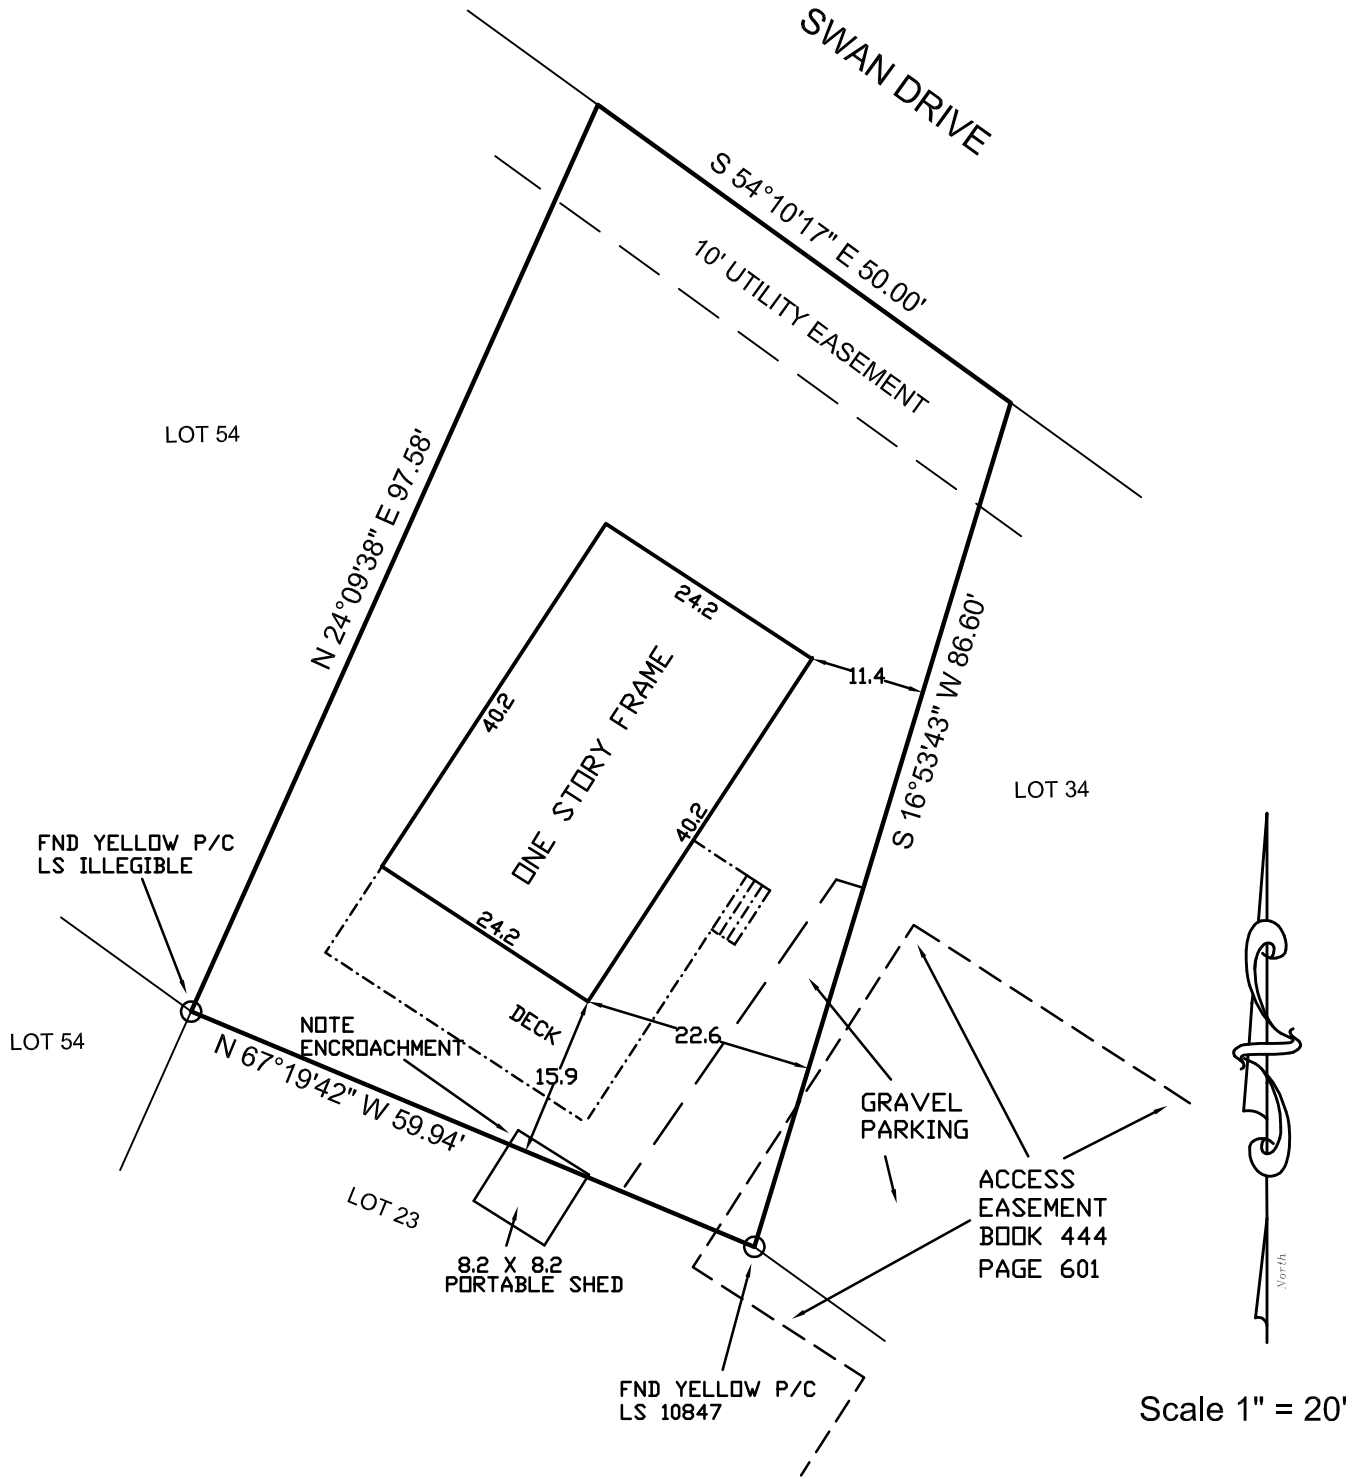 SWAN DRIVE
S 54°10'17" E 50.00'
10' UTILITY EASEMENT
LOT 54
N 24°09'38" E 97.58'
24.2
11.4
40.2
ONE STORY FRAME
S 16°53'43" W 86.60'
LOT 34
40.2
FND YELLOW P/C
LS ILLEGIBLE
24.2
DECK
NOTE
ENCROACHMENT
22.6
LOT 54
N 67°19'42" W 59.94'
15.9
GRAVEL
PARKING
ACCESS
EASEMENT
BOOK 444
PAGE 601
LOT 23
8.2 X 8.2
PORTABLE SHED
North
FND YELLOW P/C
LS 10847
Scale 1" = 20'